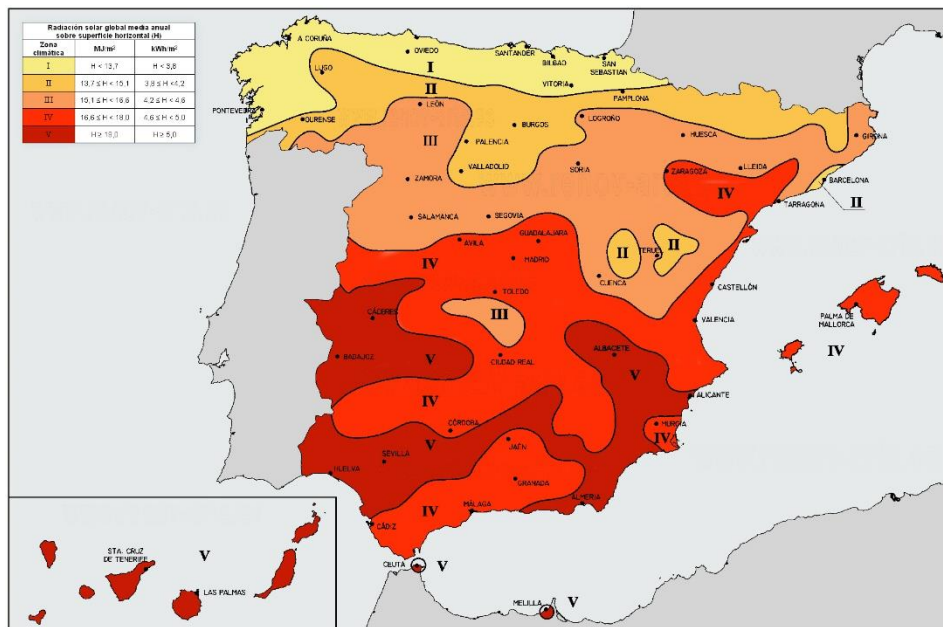 Radiación solar global media anual
sobre superficie horizontal (H)
Zona climática MJ/m² kWh/m²
I H < 13,7 H < 3,8
II 13,7 ≤ H < 15,1 3,8 ≤ H <4,2
III 15,1 ≤ H < 16,6 4,2 ≤ H < 4,6
IV 16,6 ≤ H < 18,0 4,6 ≤ H < 5,0
V H ≥ 18,0 H ≥ 5,0
A CORUÑA
OVIEDO
SANTANDER
BILBAO
SAN
SEBASTIAN
I
LUGO
VITORIA
II
PAMPLONA
PONTEVEDRA
OURENSE
LEÓN
BURGOS
LOGROÑO
HUESCA
GIRONA
III
PALENCIA
VALLADOLID
ZAMORA
SORIA
ZARAGOZA
LLEIDA
IV
BARCELONA
II
TARRAGONA
SALAMANCA
SEGOVIA
AVILA
GUADALAJARA
IV
MADRID
II
TERUEL
II
CUENCA
CASTELLÓN
TOLEDO
CÁCERES
III
VALENCIA
PALMA DE
MALLORCA
IV
BADAJOZ
V
CIUDAD REAL
ALBACETE
V
ALICANTE
IV
CÓRDOBA
MURCIA
IV
V
SEVILLA
JAÉN
HUELVA
GRANADA
ALMERIA
IV
MÁLAGA
CÁDIZ
CEUTA
V
MELILLA
V
STA. CRUZ
DE TENERIFE
V
LAS PALMAS